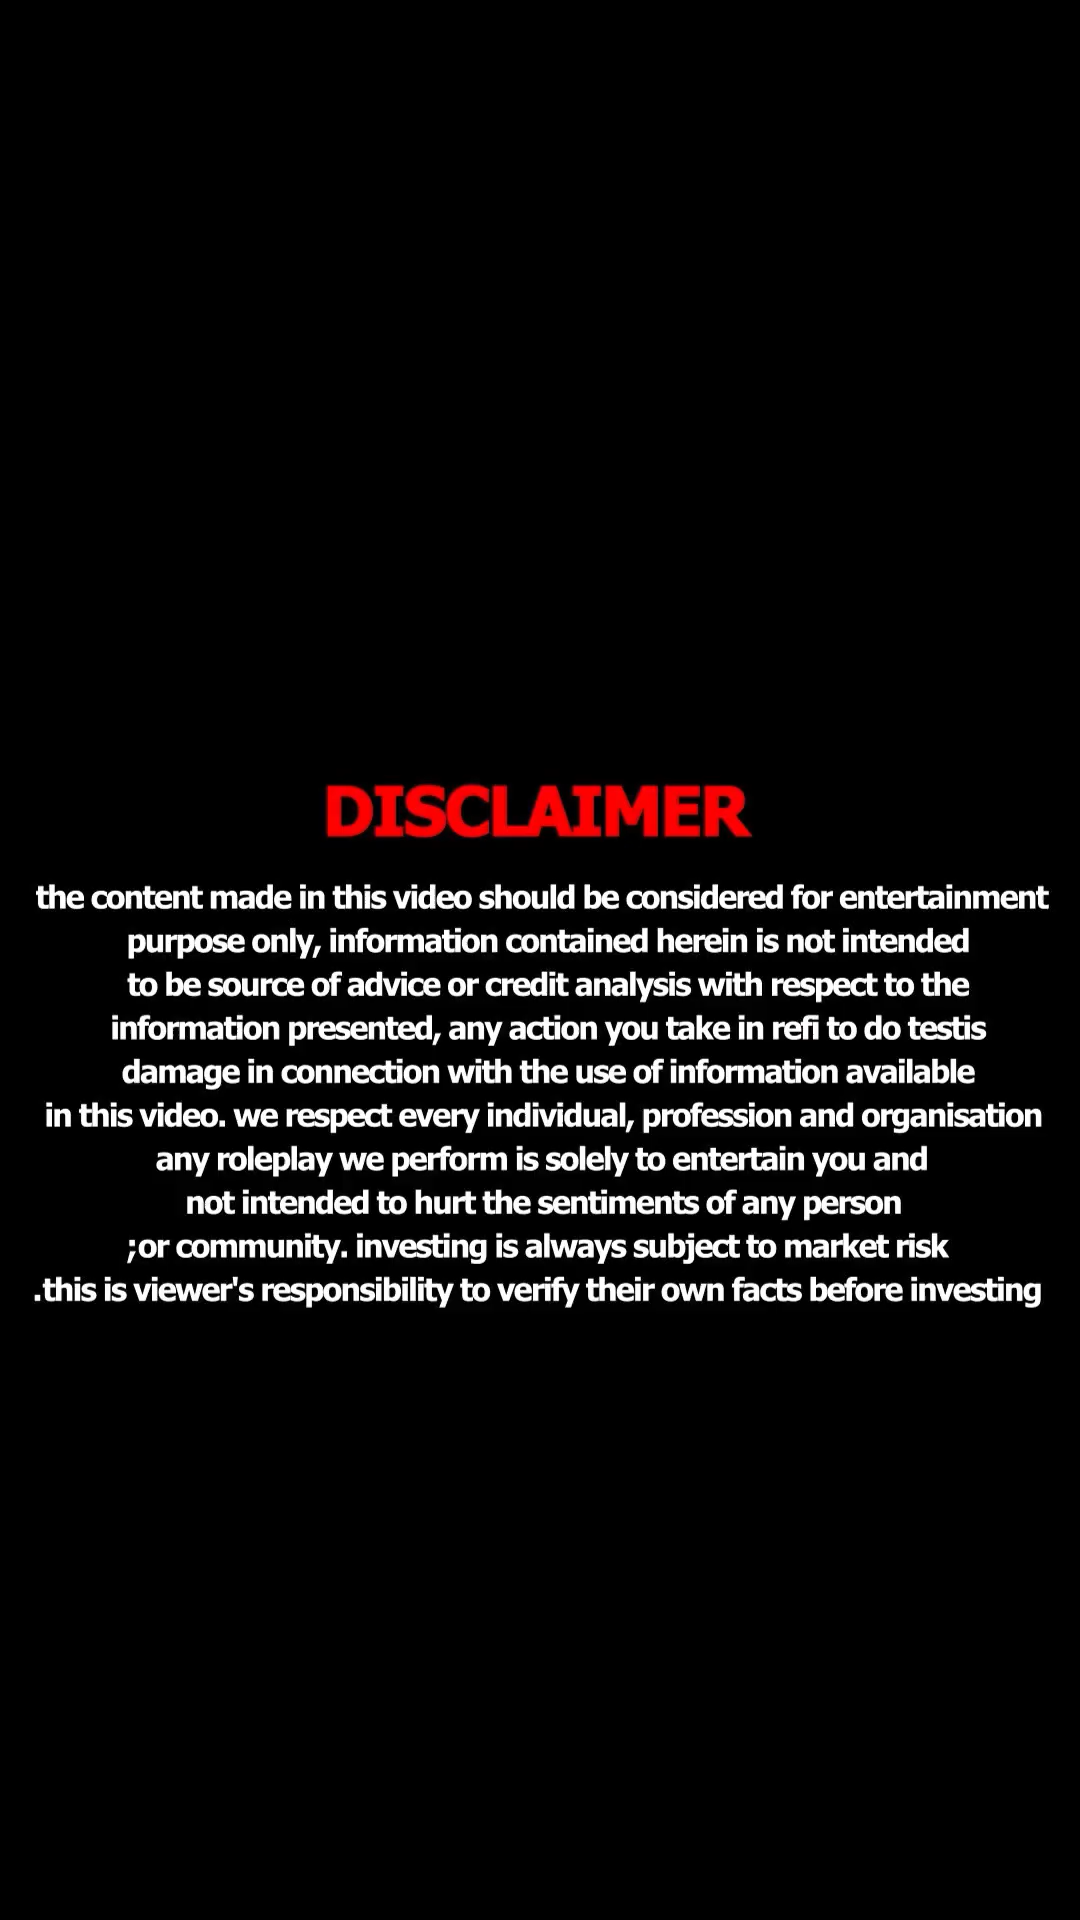 DISCLAIMER
the content made in this video should be considered for entertainment
purpose only, information contained herein is not intended
to be source of advice or credit analysis with respect to the
information presented, any action you take in refi to do testis
damage in connection with the use of information available
in this video. we respect every individual, profession and organisation
any roleplay we perform is solely to entertain you and
not intended to hurt the sentiments of any person
;or community. investing is always subject to market risk
.this is viewer's responsibility to verify their own facts before investing